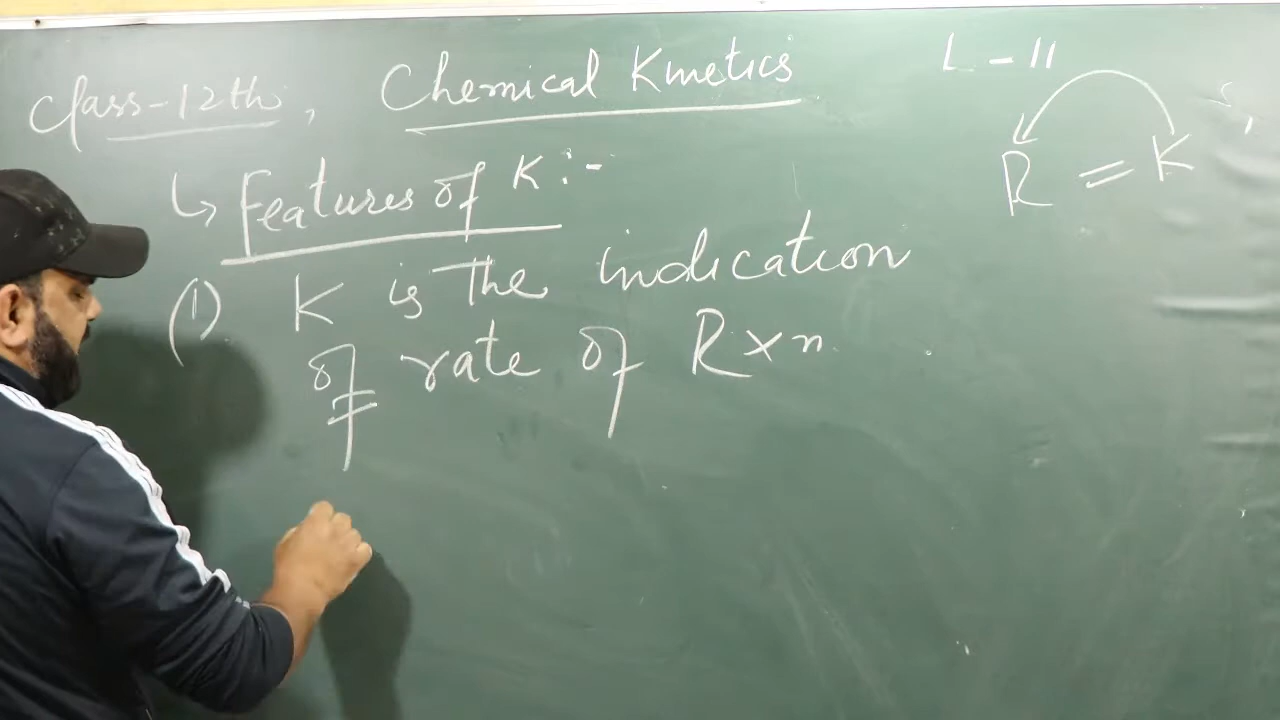 Class-12th, Chemical Kinetics
L-11
R = K
↳ Features of K :-
(1) K is the indication
of rate of Rxn.